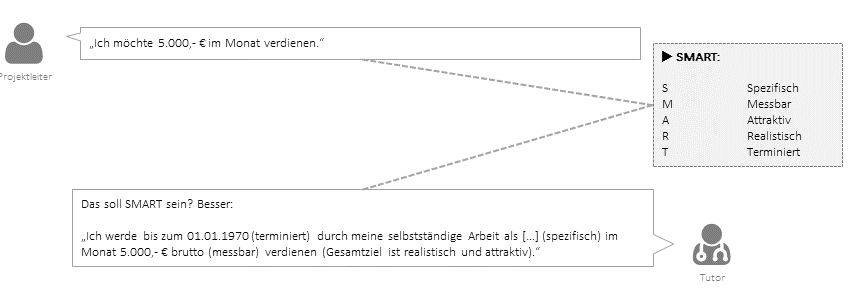 „Ich möchte 5.000,- € im Monat verdienen.“
Projektleiter
▶ SMART:
S Spezifisch
M Messbar
A Attraktiv
R Realistisch
T Terminiert
Das soll SMART sein? Besser:
„Ich werde bis zum 01.01.1970 (terminiert) durch meine selbstständige Arbeit als [...] (spezifisch) im
Monat 5.000,- € brutto (messbar) verdienen (Gesamtziel ist realistisch und attraktiv).“
Tutor